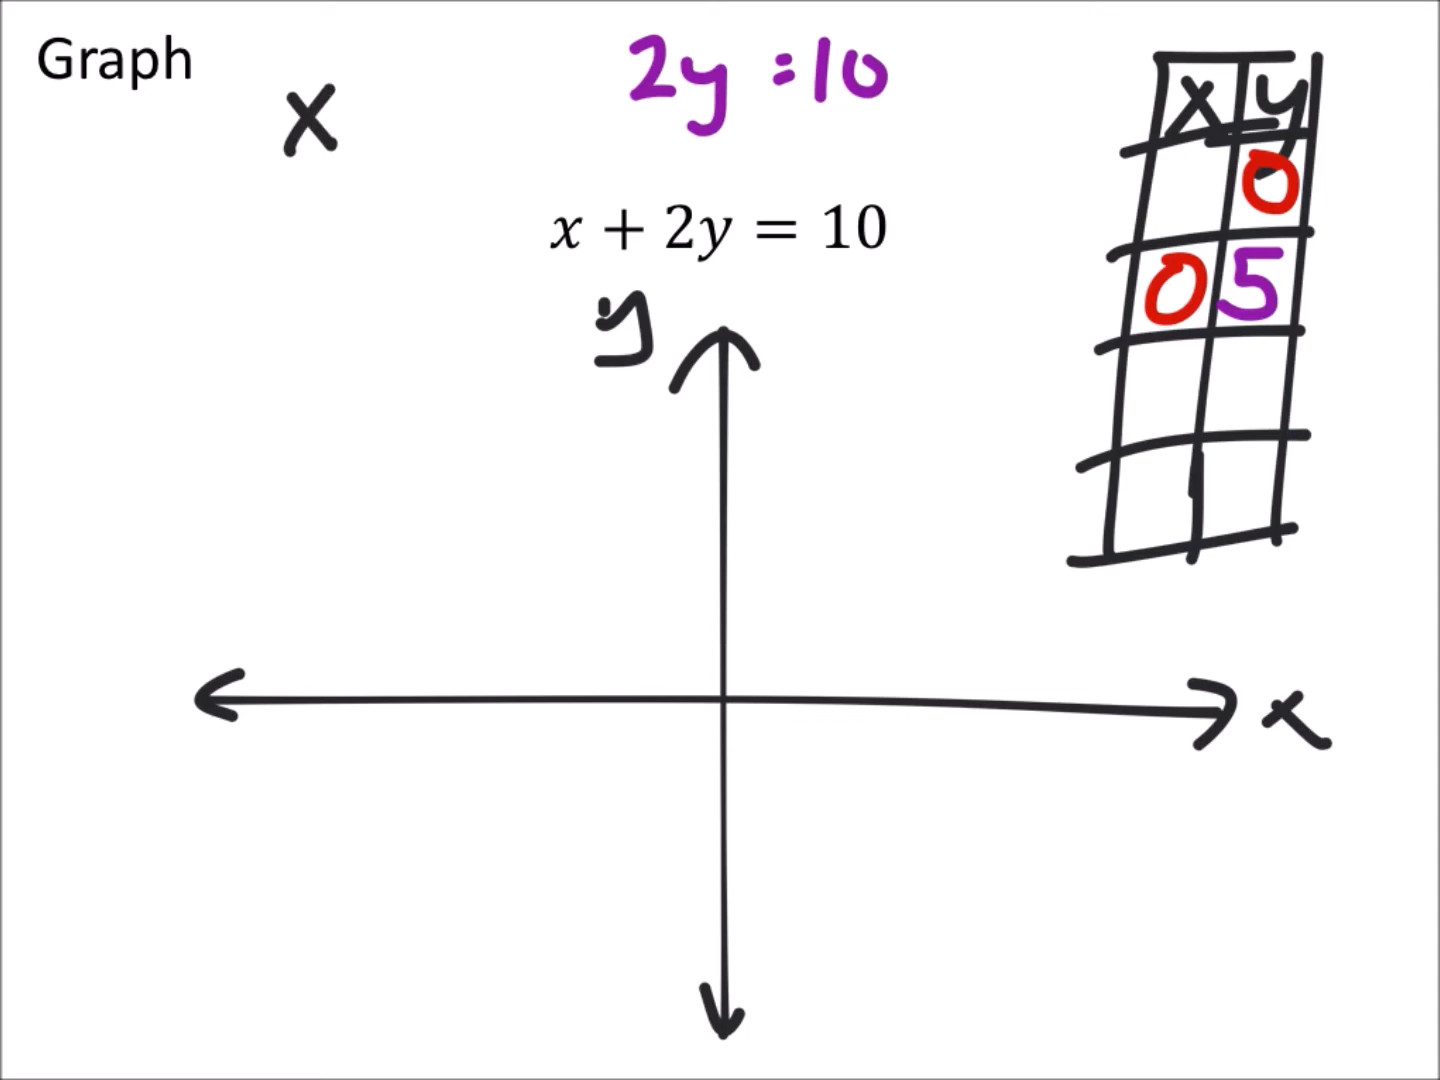 Graph
x
2y = 10
x + 2y = 10
x y
0
0 5
y
x